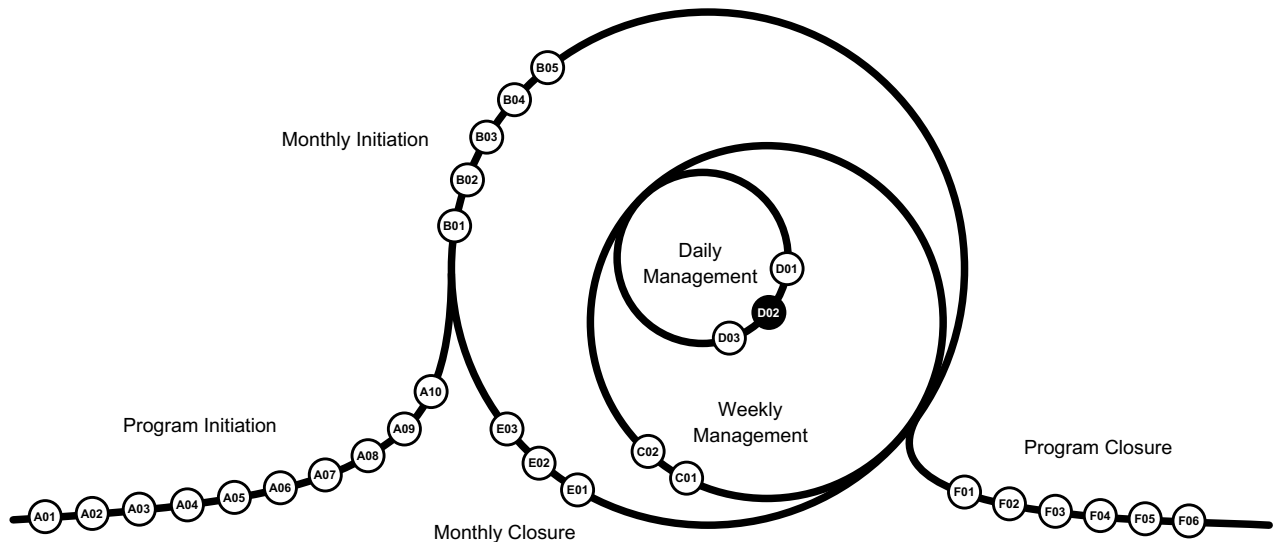 B05
B04
Monthly Initiation
B03
B02
B01
Daily
Management
D01
D02
D03
A10
Program Initiation
A09
A08
A07
A06
A05
A04
A03
A02
A01
Weekly
Management
E03
E02
E01
C02
C01
Monthly Closure
Program Closure
F01
F02
F03
F04
F05
F06